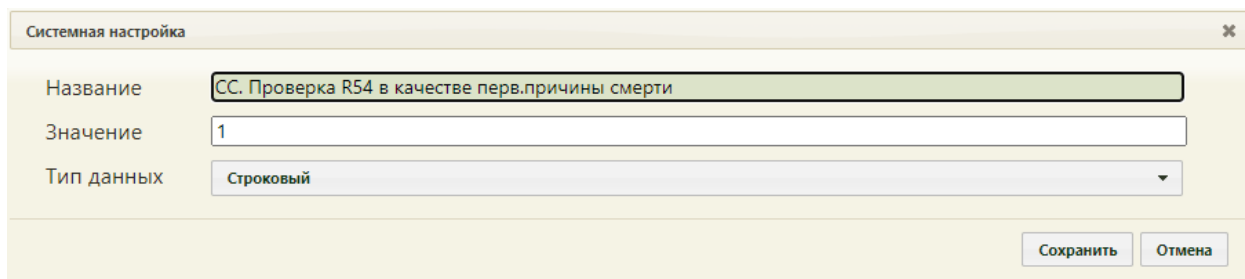 Системная настройка
Название СС. Проверка R54 в качестве перв.причины смерти
Значение 1
Тип данных Строковый
Сохранить Отмена